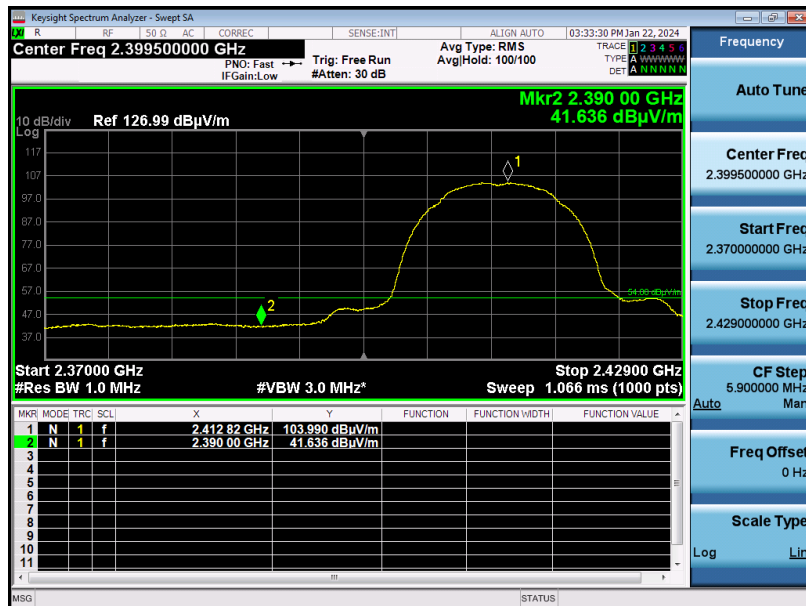 Keysight Spectrum Analyzer - Swept SA
LXI R RF 50 Ω AC CORREC SENSE:INT ALIGN AUTO 03:33:30 PM Jan 22, 2024
Center Freq 2.399500000 GHz
PNO: Fast
IFGain:Low
Trig: Free Run
#Atten: 30 dB
Avg Type: RMS
Avg|Hold: 100/100
TRACE 1 2 3 4 5 6
TYPE A WWWWW
DET A N N N N N
Mkr2 2.390 00 GHz
41.636 dBµV/m
10 dB/div Ref 126.99 dBµV/m
Log
117
107
97.0
87.0
77.0
67.0
57.0
47.0
37.0
1
2
54.00 dBµV/m
Start 2.37000 GHz Stop 2.42900 GHz
#Res BW 1.0 MHz #VBW 3.0 MHz* Sweep 1.066 ms (1000 pts)
MKR MODE TRC SCL X Y FUNCTION FUNCTION WIDTH FUNCTION VALUE
1 N 1 f 2.412 82 GHz 103.990 dBµV/m
2 N 1 f 2.390 00 GHz 41.636 dBµV/m
3
4
5
6
7
8
9
10
11
MSG STATUS
Frequency
Auto Tune
Center Freq
2.399500000 GHz
Start Freq
2.370000000 GHz
Stop Freq
2.429000000 GHz
CF Step
5.900000 MHz
Auto Man
Freq Offset
0 Hz
Scale Type
Log Lin